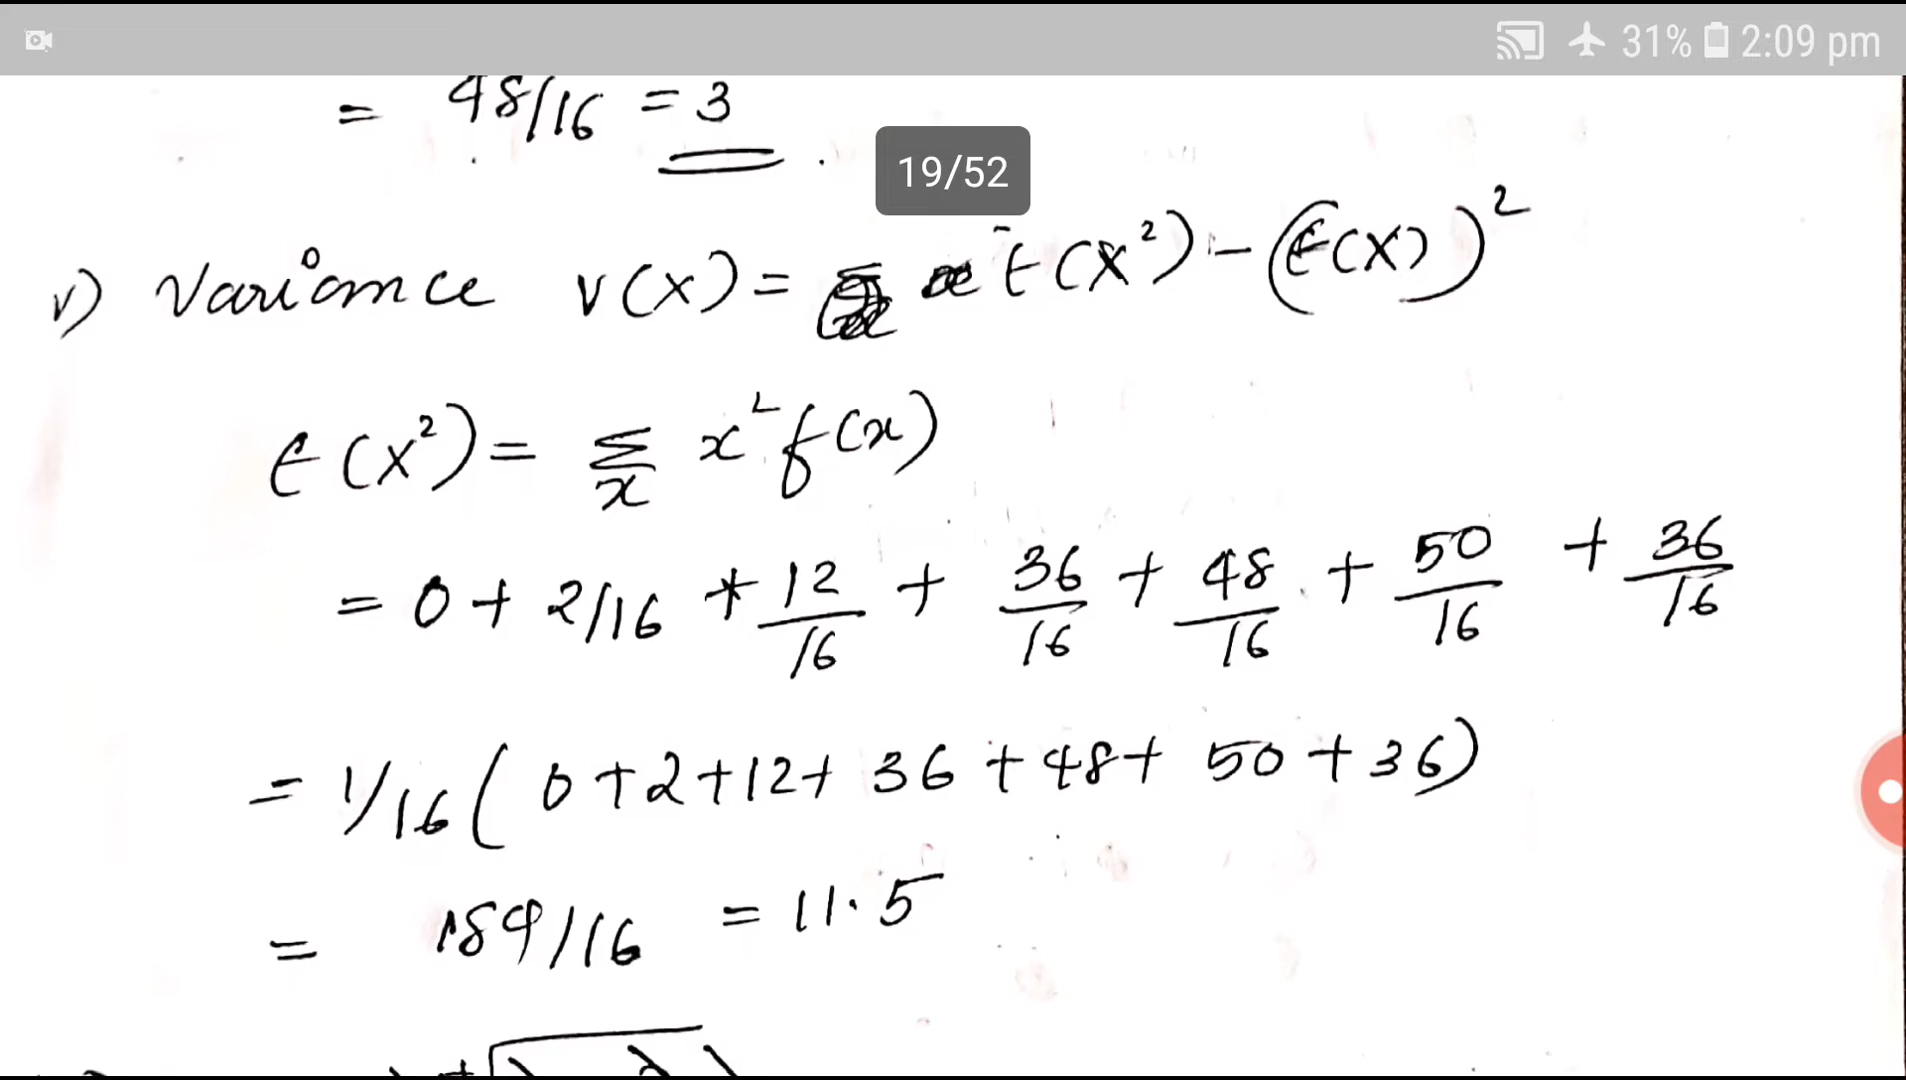 31% 2:09 pm
= 48/16 = 3
19/52
v) Variance V(X) = E(X²) - (E(X))²
E(X²) = Σ x² f(x)
x
= 0 + 2/16 + 12/16 + 36/16 + 48/16 + 50/16 + 36/16
= 1/16 ( 0 + 2 + 12 + 36 + 48 + 50 + 36)
= 184/16 = 11.5